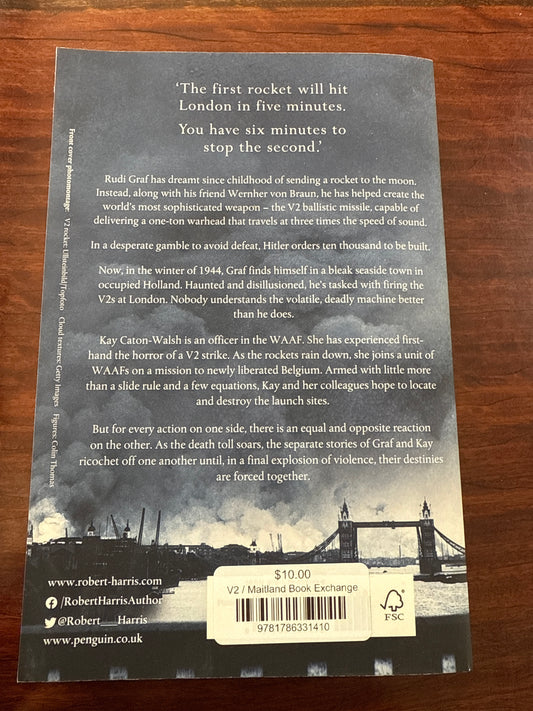 ‘The first rocket will hit
London in five minutes.
You have six minutes to
stop the second.’
Rudi Graf has dreamt since childhood of sending a rocket to the moon.
Instead, along with his friend Wernher von Braun, he has helped create the
world's most sophisticated weapon – the V2 ballistic missile, capable of
delivering a one-ton warhead that travels at three times the speed of sound.
In a desperate gamble to avoid defeat, Hitler orders ten thousand to be built.
Now, in the winter of 1944, Graf finds himself in a bleak seaside town in
occupied Holland. Haunted and disillusioned, he's tasked with firing the
V2s at London. Nobody understands the volatile, deadly machine better
than he does.
Kay Caton-Walsh is an officer in the WAAF. She has experienced first-
hand the horror of a V2 strike. As the rockets rain down, she joins a unit of
WAAFs on a mission to newly liberated Belgium. Armed with little more
than a slide rule and a few equations, Kay and her colleagues hope to locate
and destroy the launch sites.
But for every action on one side, there is an equal and opposite reaction
on the other. As the death toll soars, the separate stories of Graf and Kay
ricochet off one another until, in a final explosion of violence, their destinies
are forced together.
Front cover photomontage: V2 rocket: Ullsteinbild/Topfoto Cloud textures: Getty Images Figures: Colin Thomas
www.robert-harris.com
/RobertHarrisAuthor
@Robert___Harris
www.penguin.co.uk
$10.00
V2 / Maitland Book Exchange
9781786331410
FSC